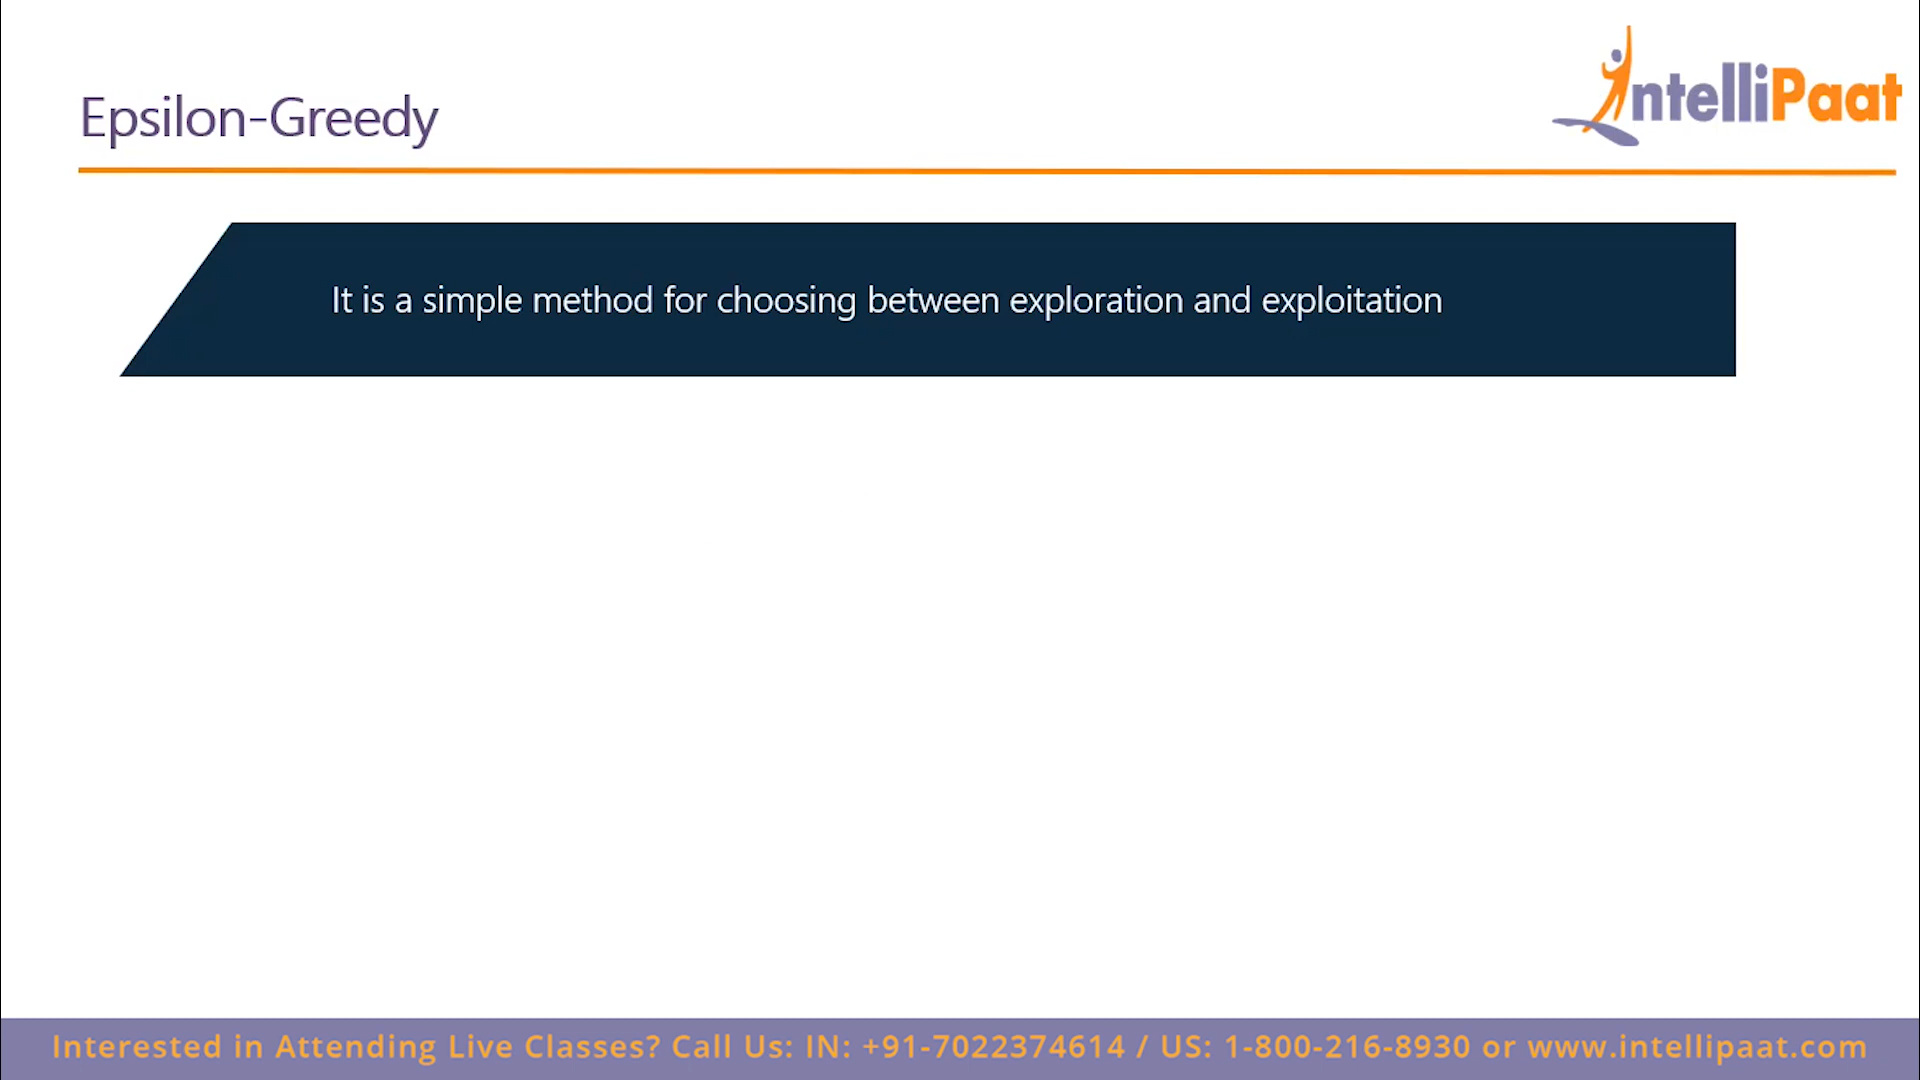 IntelliPaat
Epsilon-Greedy
It is a simple method for choosing between exploration and exploitation
Interested in Attending Live Classes? Call Us: IN: +91-7022374614 / US: 1-800-216-8930 or www.intellipaat.com